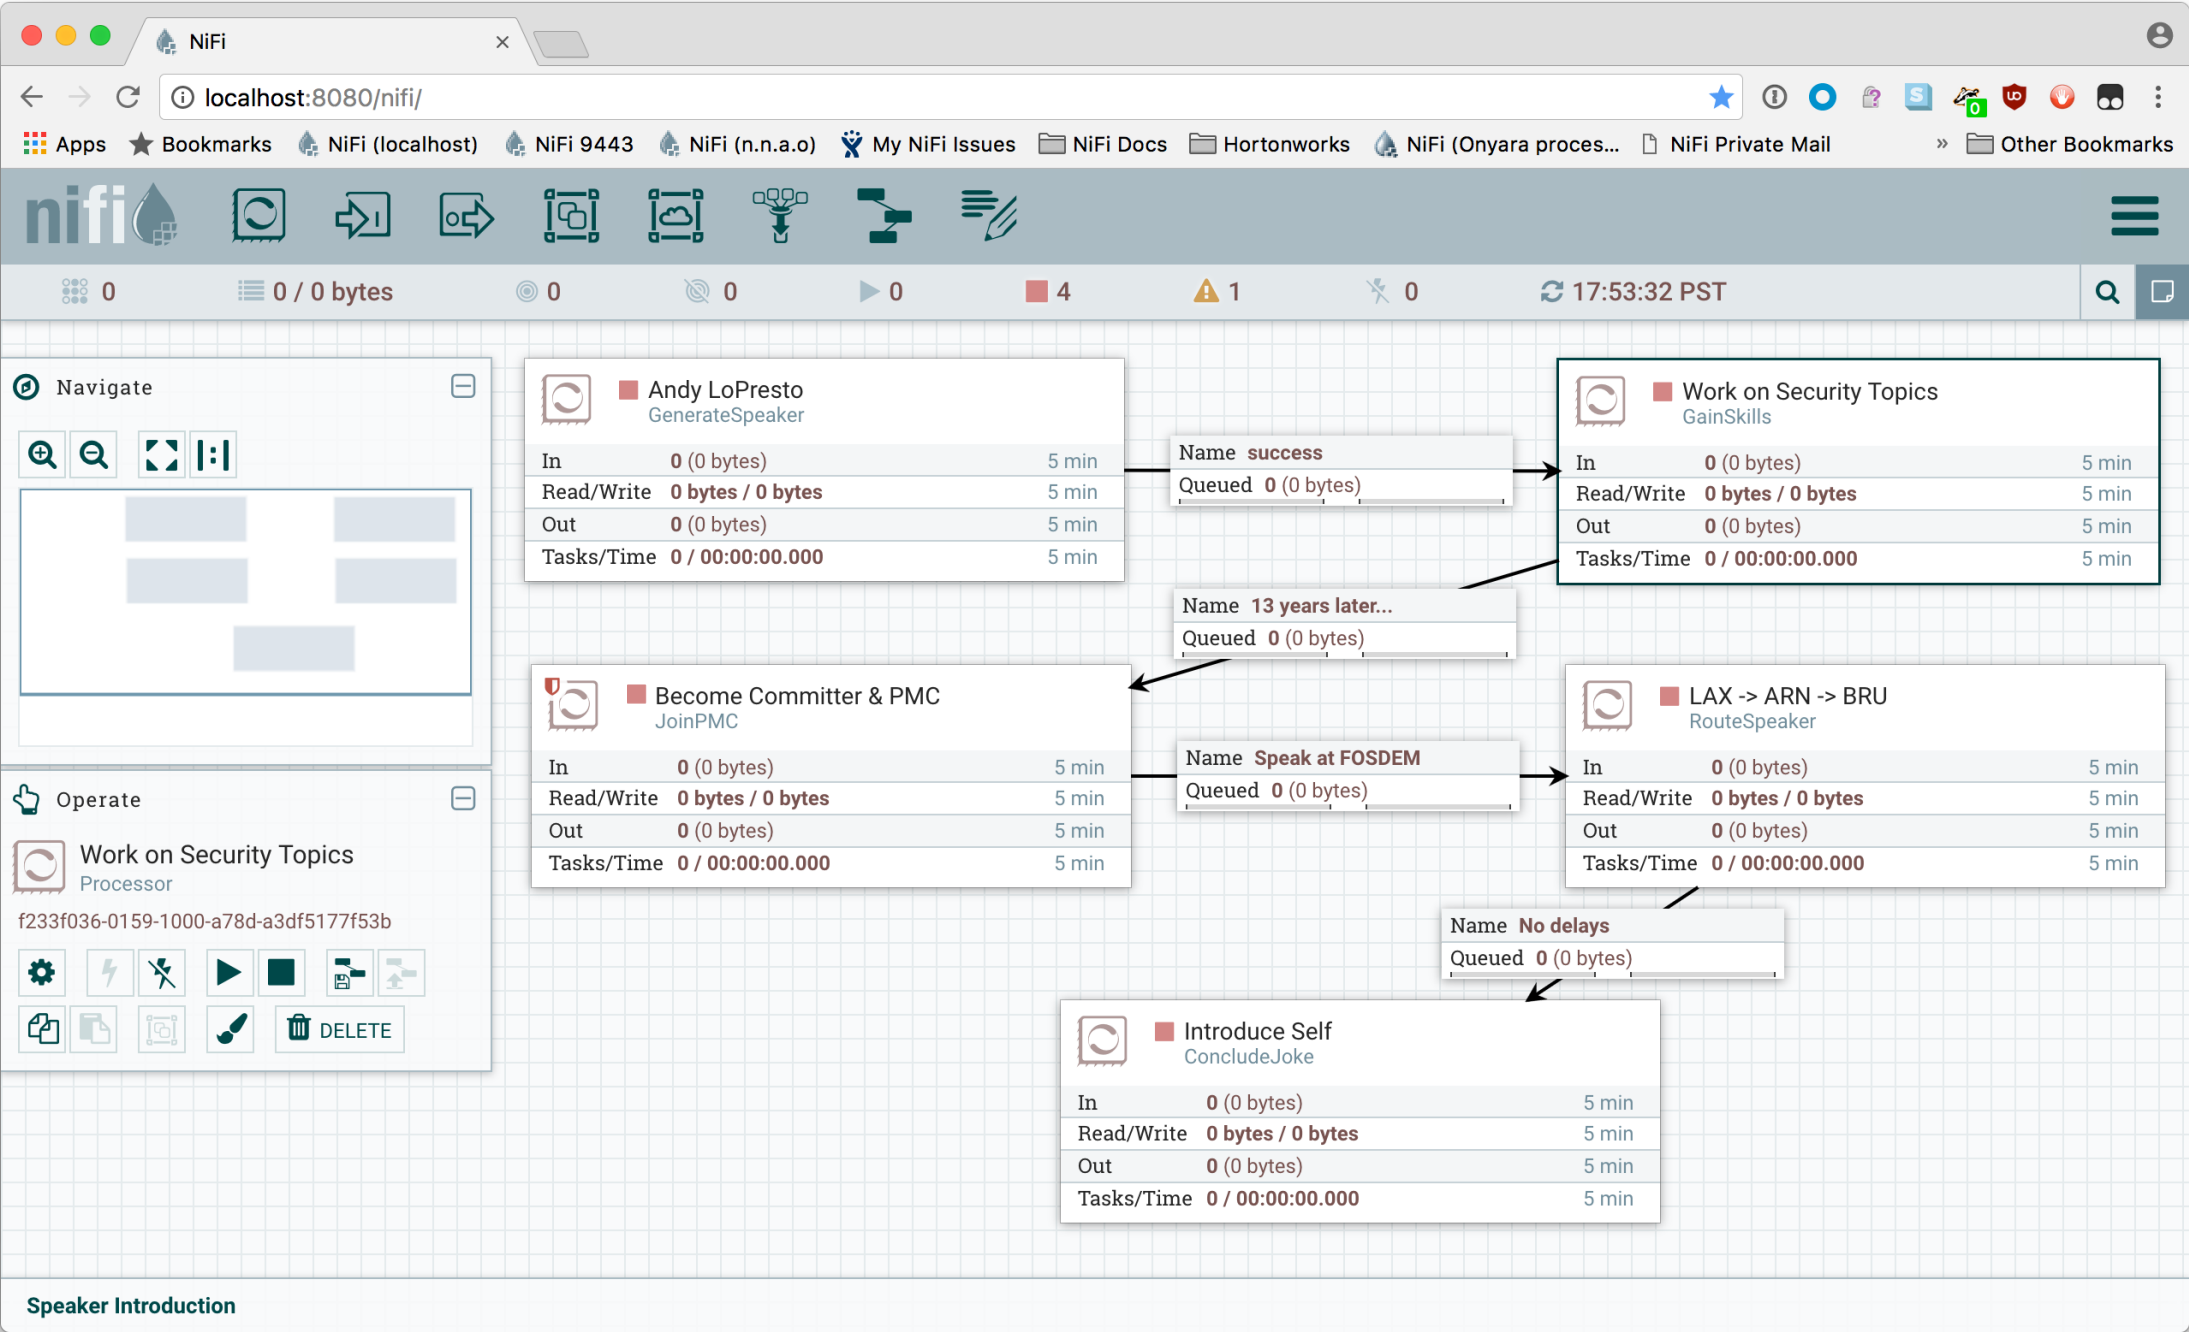 NiFi
localhost:8080/nifi/
Apps Bookmarks NiFi (localhost) NiFi 9443 NiFi (n.n.a.o) My NiFi Issues NiFi Docs Hortonworks NiFi (Onyara proces... NiFi Private Mail » Other Bookmarks
nifi
0 0 / 0 bytes 0 0 0 4 1 0 17:53:32 PST
Navigate
Operate
Work on Security Topics
Processor
f233f036-0159-1000-a78d-a3df5177f53b
DELETE
Andy LoPresto
GenerateSpeaker
In 0 (0 bytes) 5 min
Read/Write 0 bytes / 0 bytes 5 min
Out 0 (0 bytes) 5 min
Tasks/Time 0 / 00:00:00.000 5 min
Name success
Queued 0 (0 bytes)
Work on Security Topics
GainSkills
In 0 (0 bytes) 5 min
Read/Write 0 bytes / 0 bytes 5 min
Out 0 (0 bytes) 5 min
Tasks/Time 0 / 00:00:00.000 5 min
Name 13 years later...
Queued 0 (0 bytes)
Become Committer & PMC
JoinPMC
In 0 (0 bytes) 5 min
Read/Write 0 bytes / 0 bytes 5 min
Out 0 (0 bytes) 5 min
Tasks/Time 0 / 00:00:00.000 5 min
Name Speak at FOSDEM
Queued 0 (0 bytes)
LAX -> ARN -> BRU
RouteSpeaker
In 0 (0 bytes) 5 min
Read/Write 0 bytes / 0 bytes 5 min
Out 0 (0 bytes) 5 min
Tasks/Time 0 / 00:00:00.000 5 min
Name No delays
Queued 0 (0 bytes)
Introduce Self
ConcludeJoke
In 0 (0 bytes) 5 min
Read/Write 0 bytes / 0 bytes 5 min
Out 0 (0 bytes) 5 min
Tasks/Time 0 / 00:00:00.000 5 min
Speaker Introduction